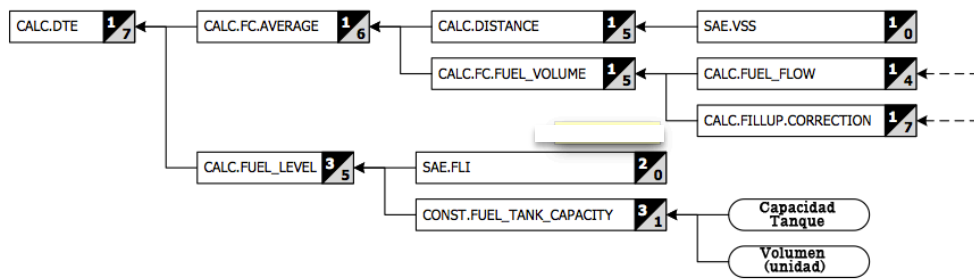 CALC.DTE 1/7
CALC.FC.AVERAGE 1/6
CALC.DISTANCE 1/5
SAE.VSS 1/0
CALC.FC.FUEL_VOLUME 1/5
CALC.FUEL_FLOW 1/4
CALC.FILLUP.CORRECTION 1/7
CALC.FUEL_LEVEL 3/5
SAE.FLI 2/0
CONST.FUEL_TANK_CAPACITY 3/1
Capacidad
Tanque
Volumen
(unidad)